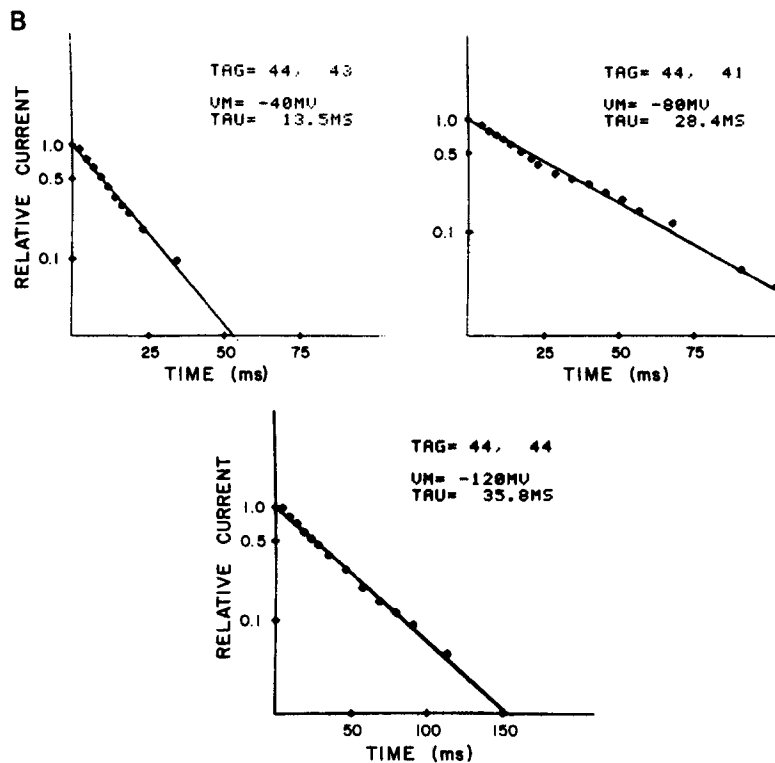 B
TAG= 44, 43
VM= -40MV
TAU= 13.5MS
RELATIVE CURRENT
1.0
0.5
0.1
25 50 75
TIME (ms)
TAG= 44, 41
VM= -80MV
TAU= 28.4MS
1.0
0.5
0.1
25 50 75
TIME (ms)
TAG= 44, 44
VM= -120MV
TAU= 35.8MS
RELATIVE CURRENT
1.0
0.5
0.1
50 100 150
TIME (ms)